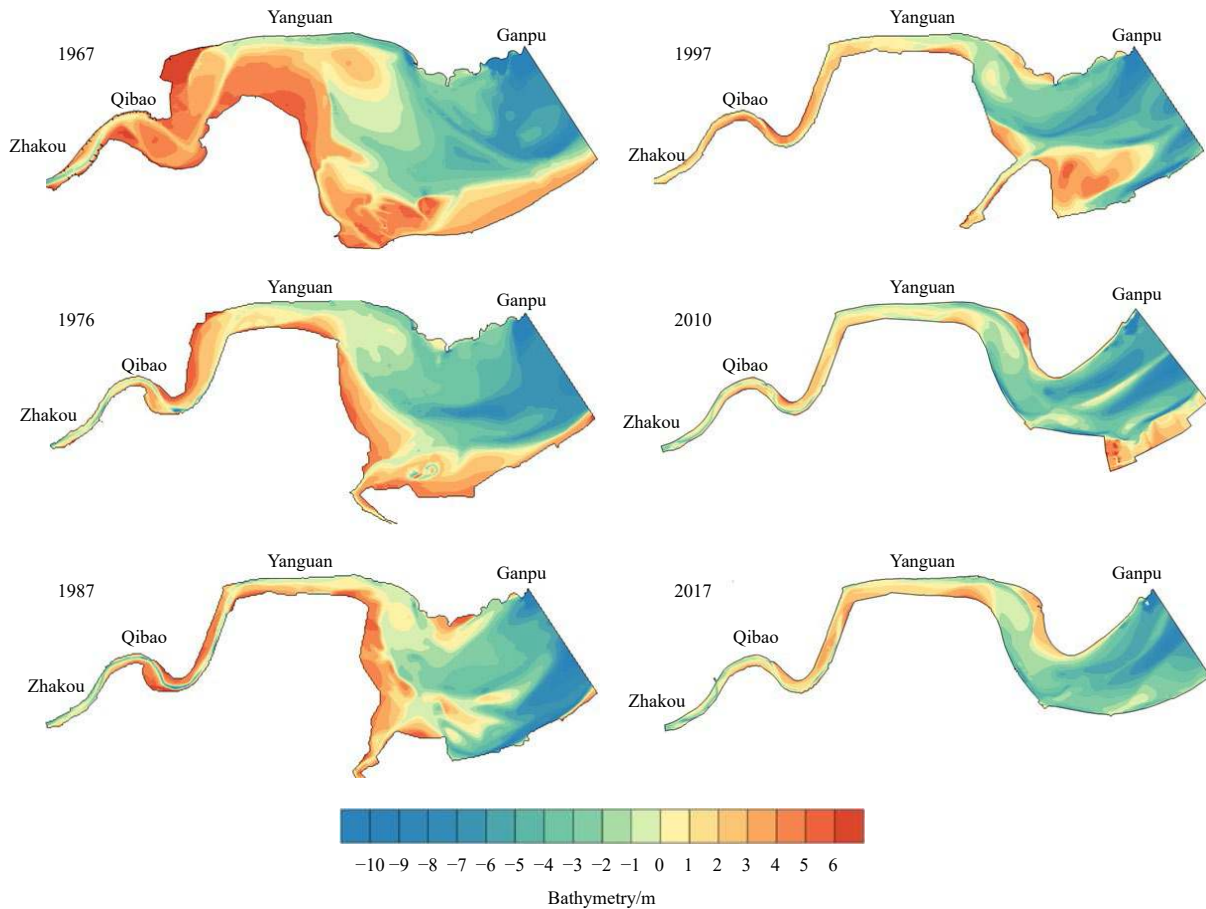 Yanguan
1967
Ganpu
Qibao
Zhakou
Yanguan
1997
Ganpu
Qibao
Zhakou
Yanguan
1976
Ganpu
Qibao
Zhakou
Yanguan
2010
Ganpu
Qibao
Zhakou
Yanguan
1987
Ganpu
Qibao
Zhakou
Yanguan
2017
Ganpu
Qibao
Zhakou
−10 −9 −8 −7 −6 −5 −4 −3 −2 −1 0 1 2 3 4 5 6
Bathymetry/m